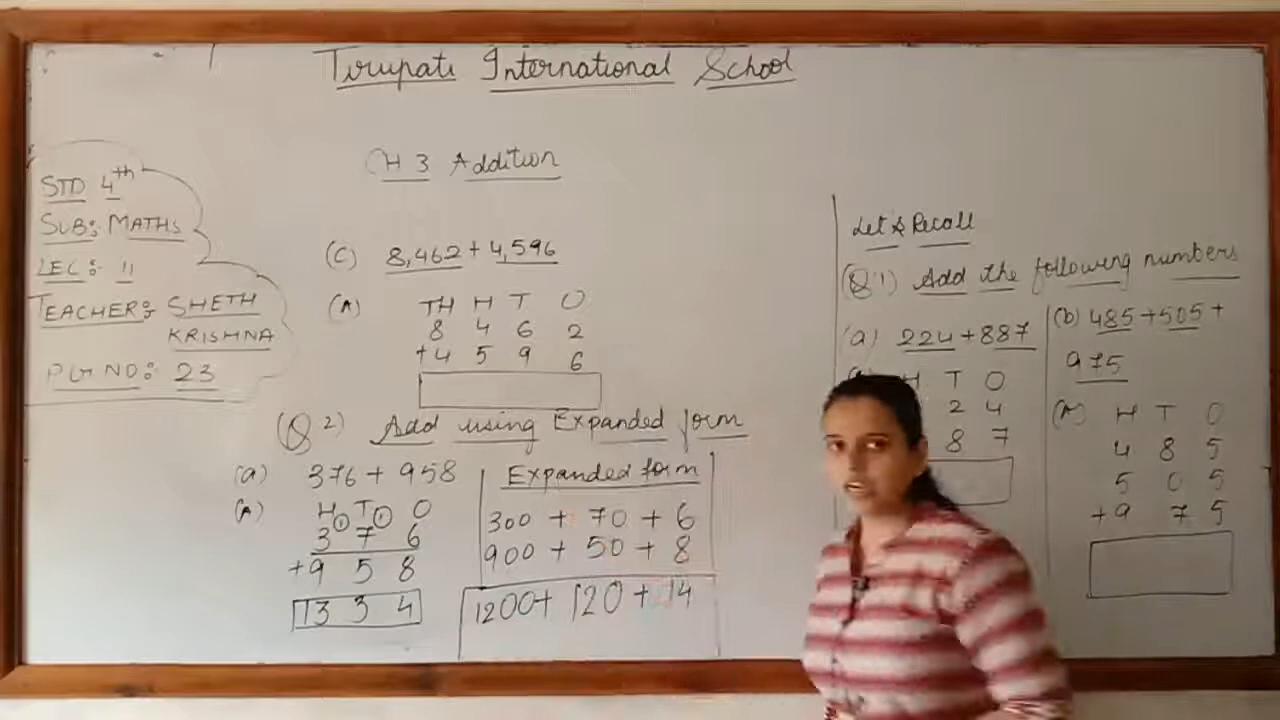 Tirupati International School
STD 4th
SUB: MATHS
LEC: 11
TEACHER: SHETH
KRISHNA
NO: 23
CH 3 Addition
(C) 8,462 + 4,596
(A) TH H T O
8 4 6 2
+4 5 9 6
(Q 2) Add using Expanded form
(a) 376 + 958
(A) H T O
1 1
3 7 6
+9 5 8
13 3 4
Expanded form
300 + 70 + 6
900 + 50 + 8
1200+ 120 + 14
Let's Recall
(Q 1) Add the following numbers
(a) 224 + 887
H T O
2 4
8 7
(b) 485 + 505 +
975
(A) H T O
4 8 5
5 0 5
+9 7 5